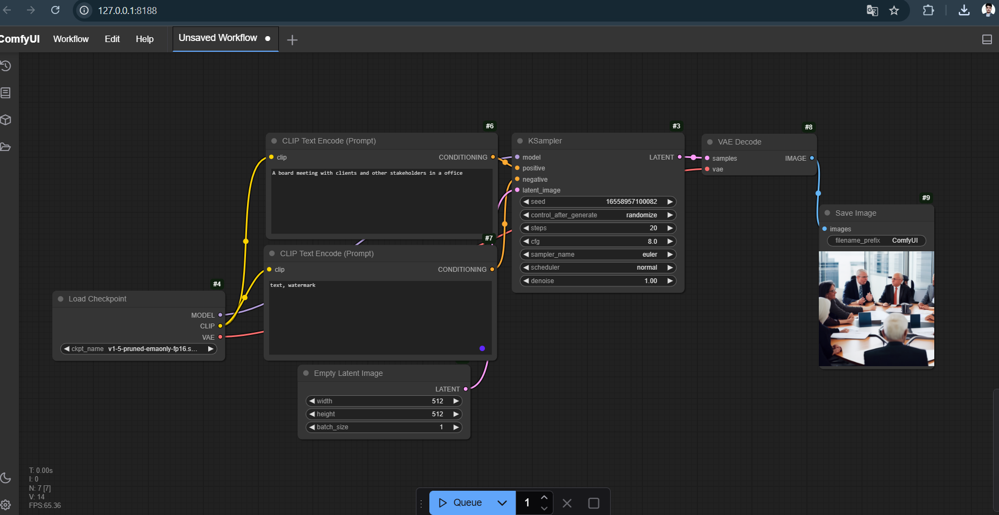 127.0.0.1:8188
ComfyUI Workflow Edit Help Unsaved Workflow
#6
CLIP Text Encode (Prompt)
clip CONDITIONING
A board meeting with clients and other stakeholders in a office
#7
CLIP Text Encode (Prompt)
clip CONDITIONING
text, watermark
#4
Load Checkpoint
MODEL
CLIP
VAE
ckpt_name v1-5-pruned-emaonly-fp16.s...
Empty Latent Image
LATENT
width 512
height 512
batch_size 1
#3
KSampler
model LATENT
positive
negative
latent_image
seed 16558957100082
control_after_generate randomize
steps 20
cfg 8.0
sampler_name euler
scheduler normal
denoise 1.00
#8
VAE Decode
samples IMAGE
vae
#9
Save Image
images
filename_prefix ComfyUI
T: 0.00s
I: 0
N: 7 [7]
V: 14
FPS:65.36
Queue 1